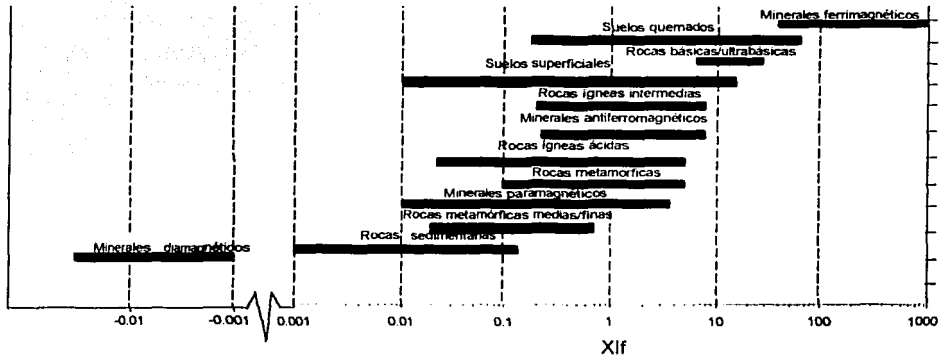 Minerales ferrimagnéticos
Suelos quemados
Rocas básicas/ultrabásicas
Suelos superficiales
Rocas ígneas intermedias
Minerales antiferromagnéticos
Rocas ígneas ácidas
Rocas metamorficas
Minerales paramagnéticos
Rocas metamórficas medias/finas
Rocas sedimentarias
Minerales diamagnéticos
-0.01 -0.001 0.001 0.01 0.1 1 10 100 1000
Xlf